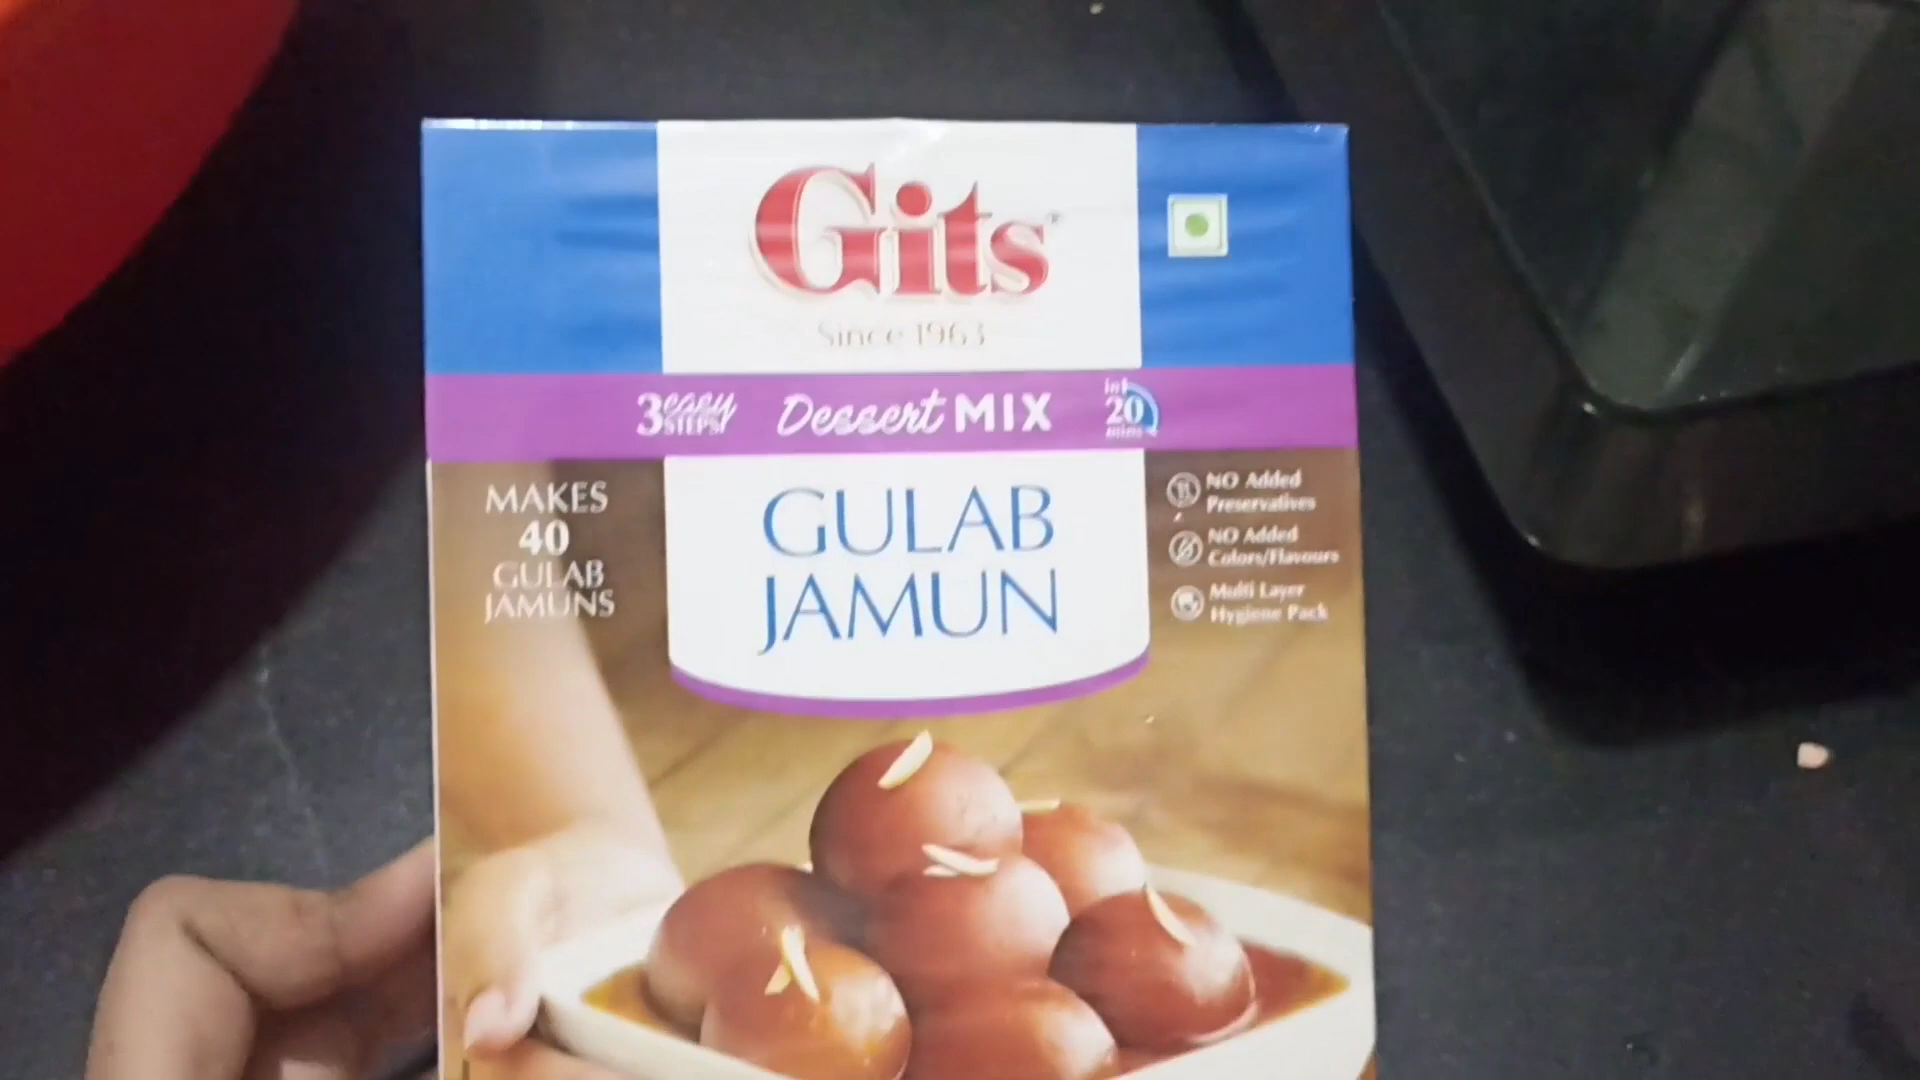 Gits
Since 1963
3 easy STEPS!
Dessert MIX
in 20 mins
MAKES
40
GULAB
JAMUNS
GULAB
JAMUN
NO Added
Preservatives
NO Added
Colors/Flavours
Multi Layer
Hygiene Pack